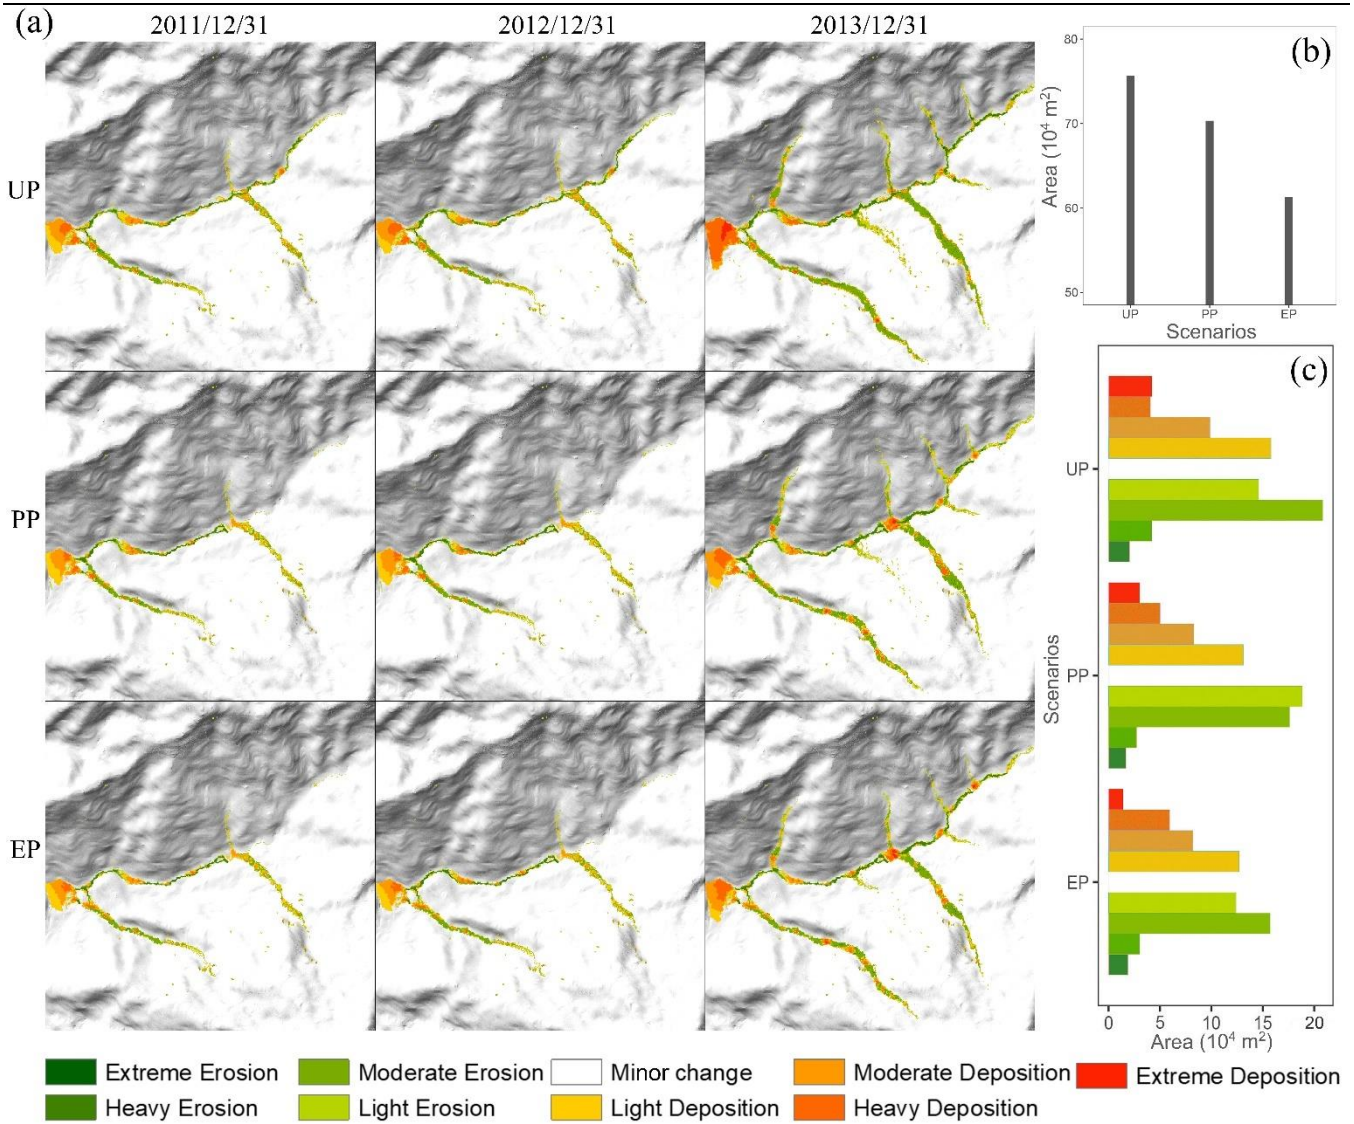 (a)
2011/12/31
2012/12/31
2013/12/31
UP
PP
EP
(b)
80
70
60
50
Area (10⁴ m²)
UP
PP
EP
Scenarios
(c)
UP
PP
EP
Scenarios
0
5
10
15
20
Area (10⁴ m²)
Extreme Erosion
Moderate Erosion
Minor change
Moderate Deposition
Extreme Deposition
Heavy Erosion
Light Erosion
Light Deposition
Heavy Deposition